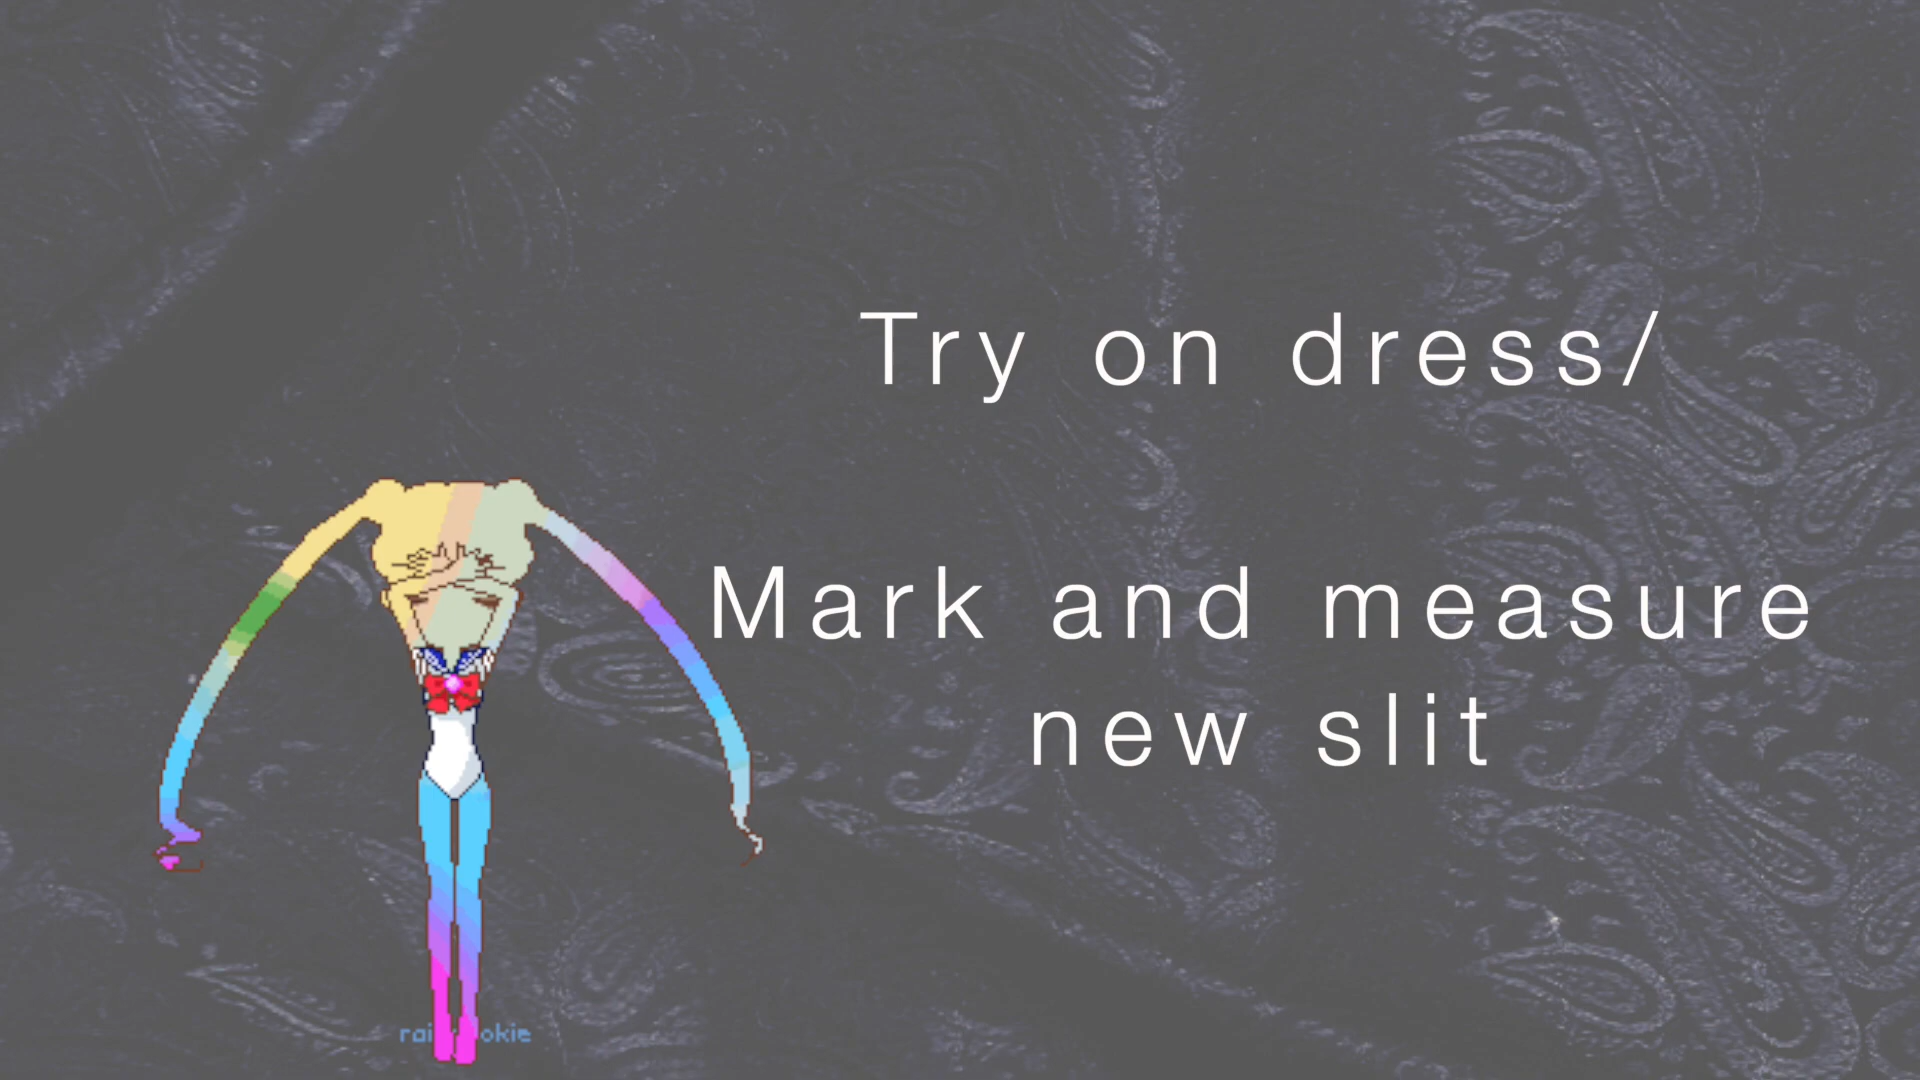 Try on dress/
Mark and measure
new slit